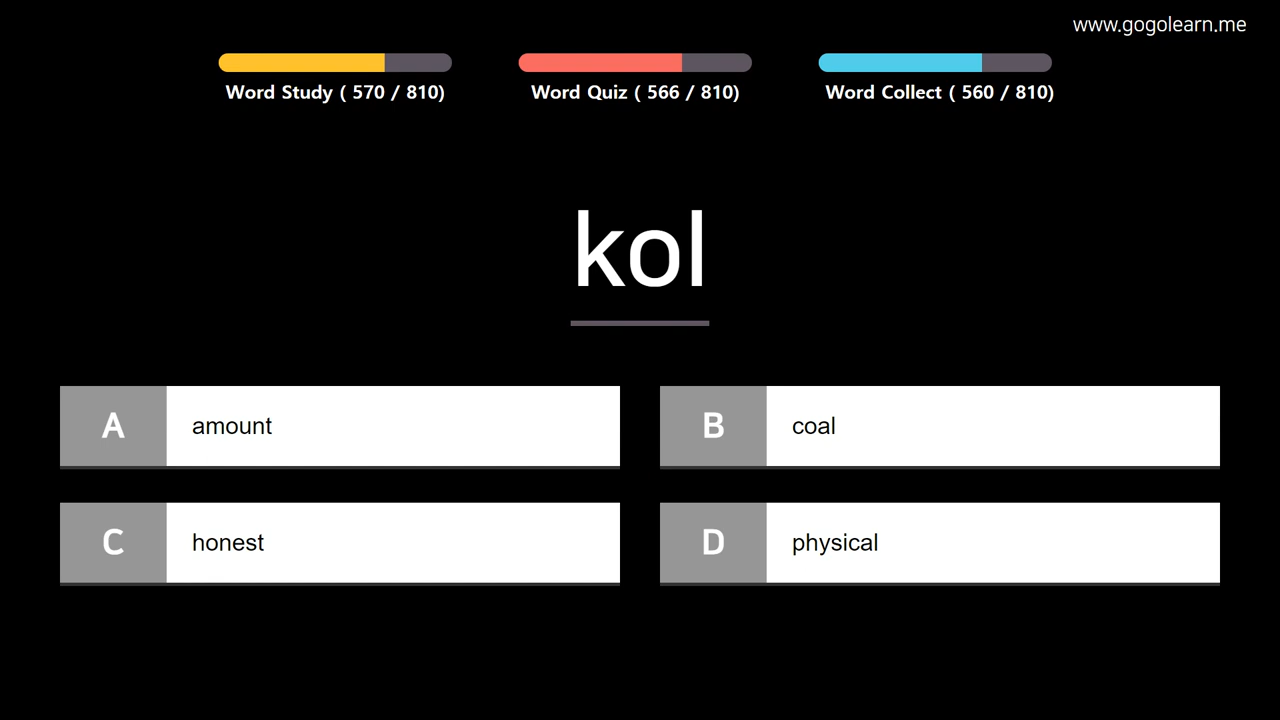 www.gogolearn.me
Word Study ( 570 / 810)
Word Quiz ( 566 / 810)
Word Collect ( 560 / 810)
kol
A amount
B coal
C honest
D physical